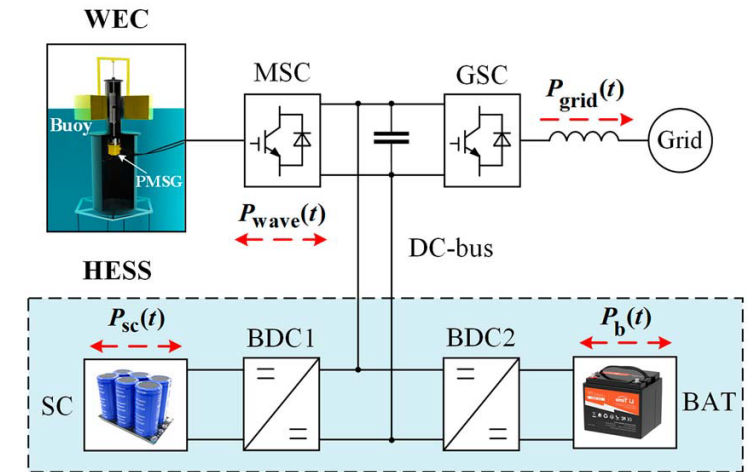 WEC
MSC
GSC
Pgrid(t)
Buoy
PMSG
Grid
Pwave(t)
DC-bus
HESS
Psc(t)
BDC1
BDC2
Pb(t)
SC
BAT